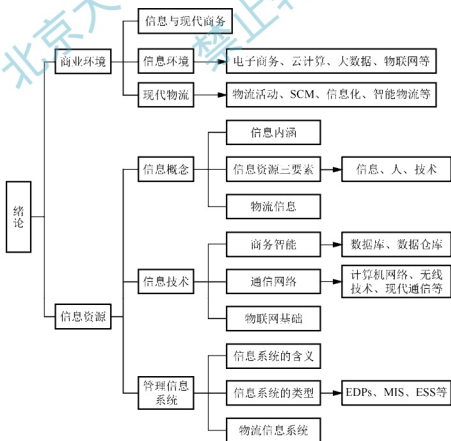 北京大
禁止
信息与现代商务
商业环境
信息环境
电子商务、云计算、大数据、物联网等
现代物流
物流活动、SCM、信息化、智能物流等
信息内涵
信息概念
信息资源三要素
信息、人、技术
物流信息
绪论
商务智能
数据库、数据仓库
信息技术
通信网络
计算机网络、无线
技术、现代通信等
信息资源
物联网基础
信息系统的含义
管理信息
系统
信息系统的类型
EDPs、MIS、ESS等
物流信息系统